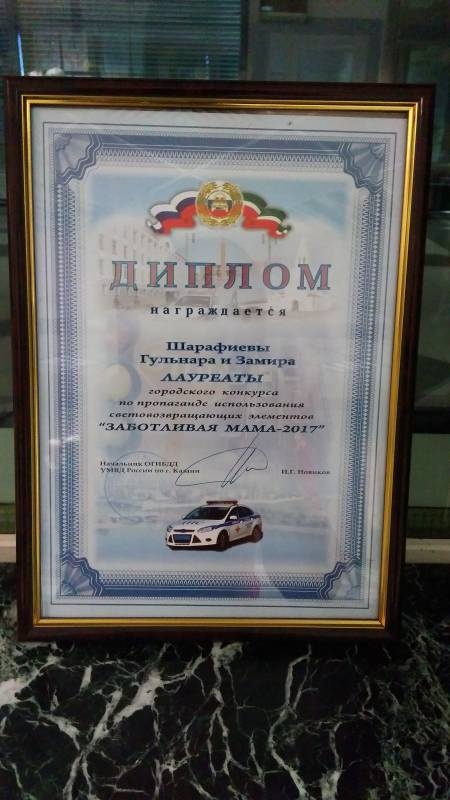 ДИПЛОМ
награждается
Шарафиевы
Гульнара и Замира
ЛАУРЕАТЫ
городского конкурса
по пропаганде использования
световозвращающих элементов
"ЗАБОТЛИВАЯ МАМА-2017"
Начальник ОГИБДД
УМВД России по г. Казани
И.Г. Новиков